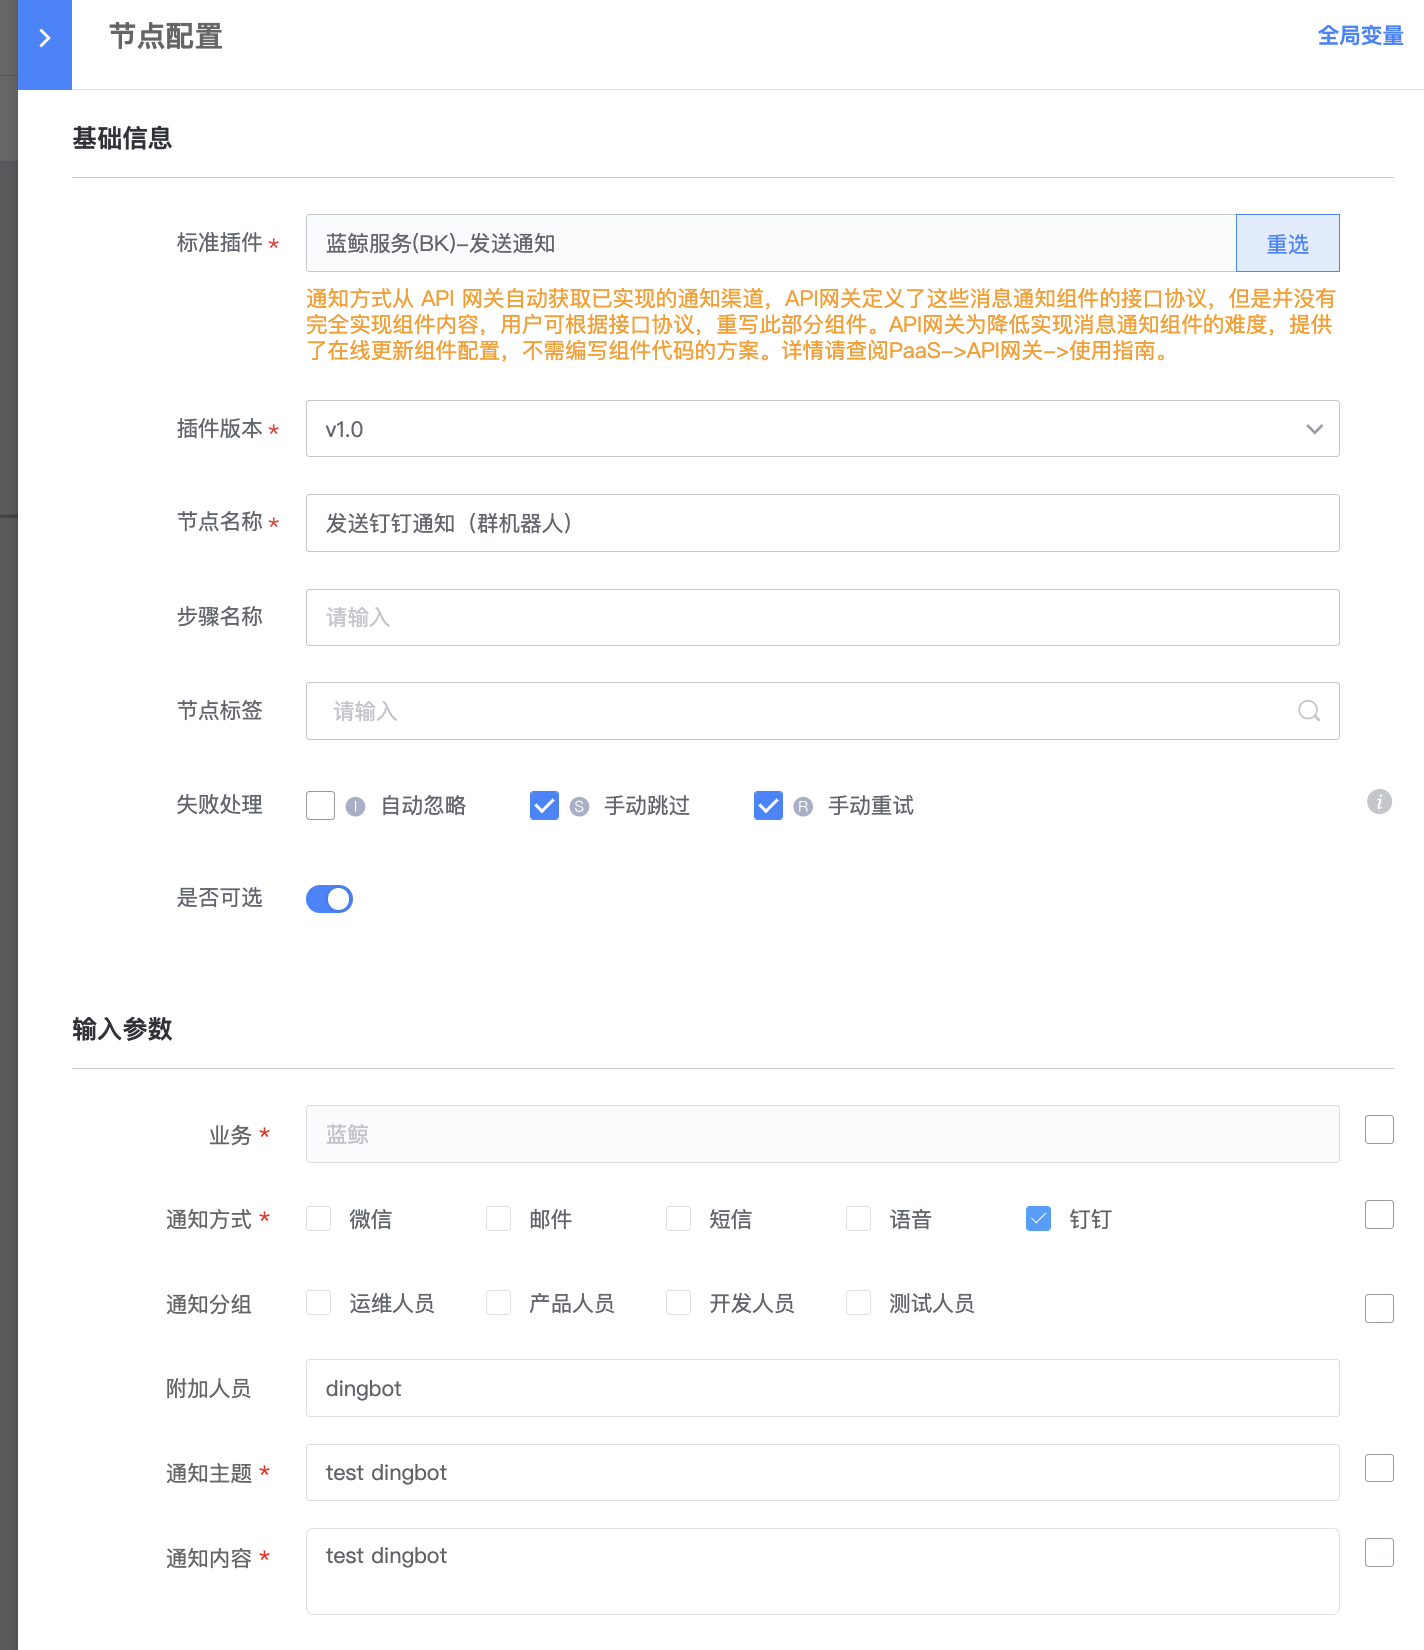 节点配置
全局变量
基础信息
标准插件 *
蓝鲸服务(BK)-发送通知
重选
通知方式从 API 网关自动获取已实现的通知渠道，API网关定义了这些消息通知组件的接口协议，但是并没有
完全实现组件内容，用户可根据接口协议，重写此部分组件。API网关为降低实现消息通知组件的难度，提供
了在线更新组件配置，不需编写组件代码的方案。详情请查阅PaaS->API网关->使用指南。
插件版本 *
v1.0
节点名称 *
发送钉钉通知（群机器人）
步骤名称
请输入
节点标签
请输入
失败处理
I 自动忽略
S 手动跳过
R 手动重试
i
是否可选
输入参数
业务 *
蓝鲸
通知方式 *
微信 邮件 短信 语音 钉钉
通知分组
运维人员 产品人员 开发人员 测试人员
附加人员
dingbot
通知主题 *
test dingbot
通知内容 *
test dingbot